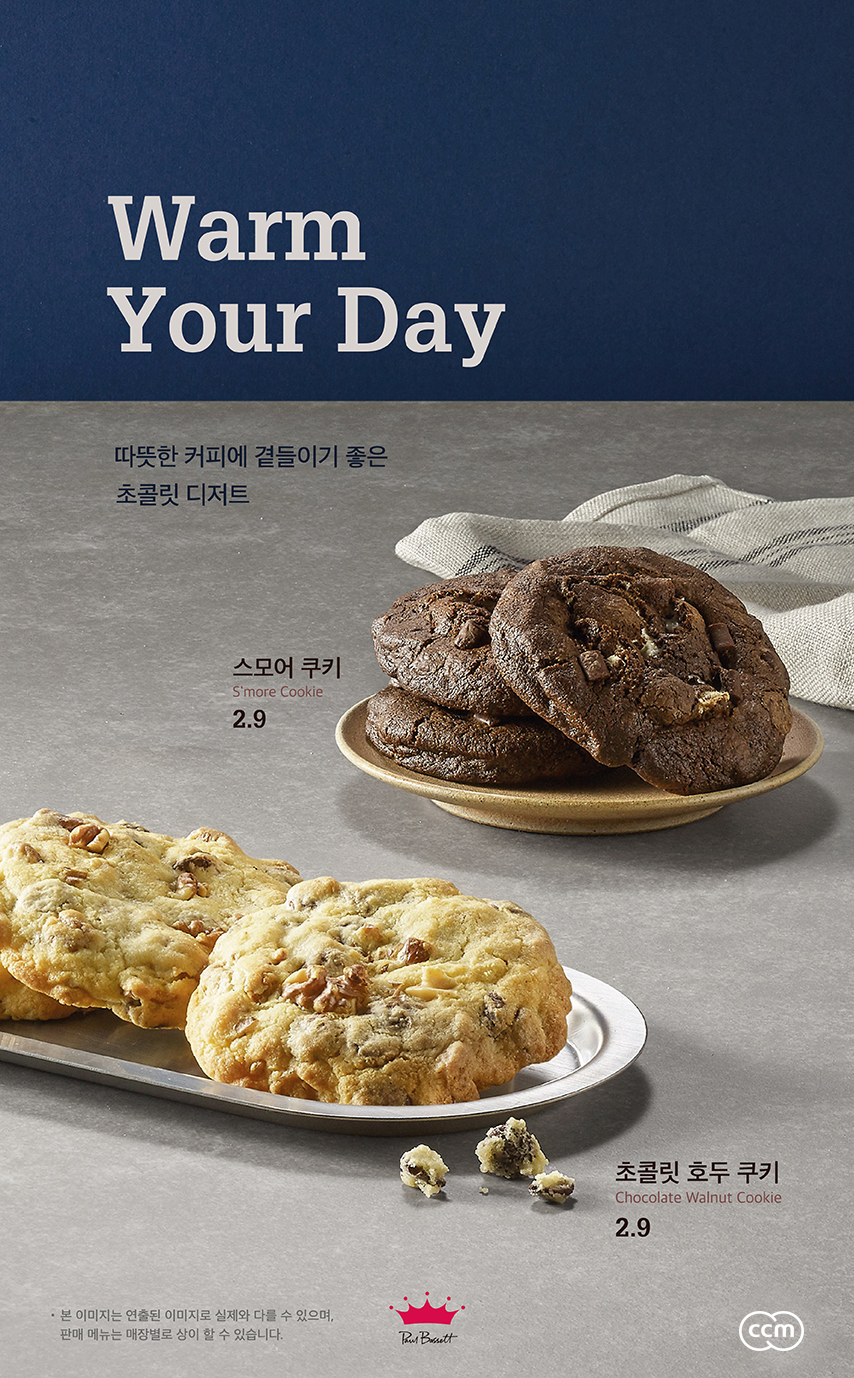 Warm
Your Day
따뜻한 커피에 곁들이기 좋은
초콜릿 디저트
스모어 쿠키
S'more Cookie
2.9
초콜릿 호두 쿠키
Chocolate Walnut Cookie
2.9
• 본 이미지는 연출된 이미지로 실제와 다를 수 있으며,
판매 메뉴는 매장별로 상이 할 수 있습니다.
Paul Bassett
ccm